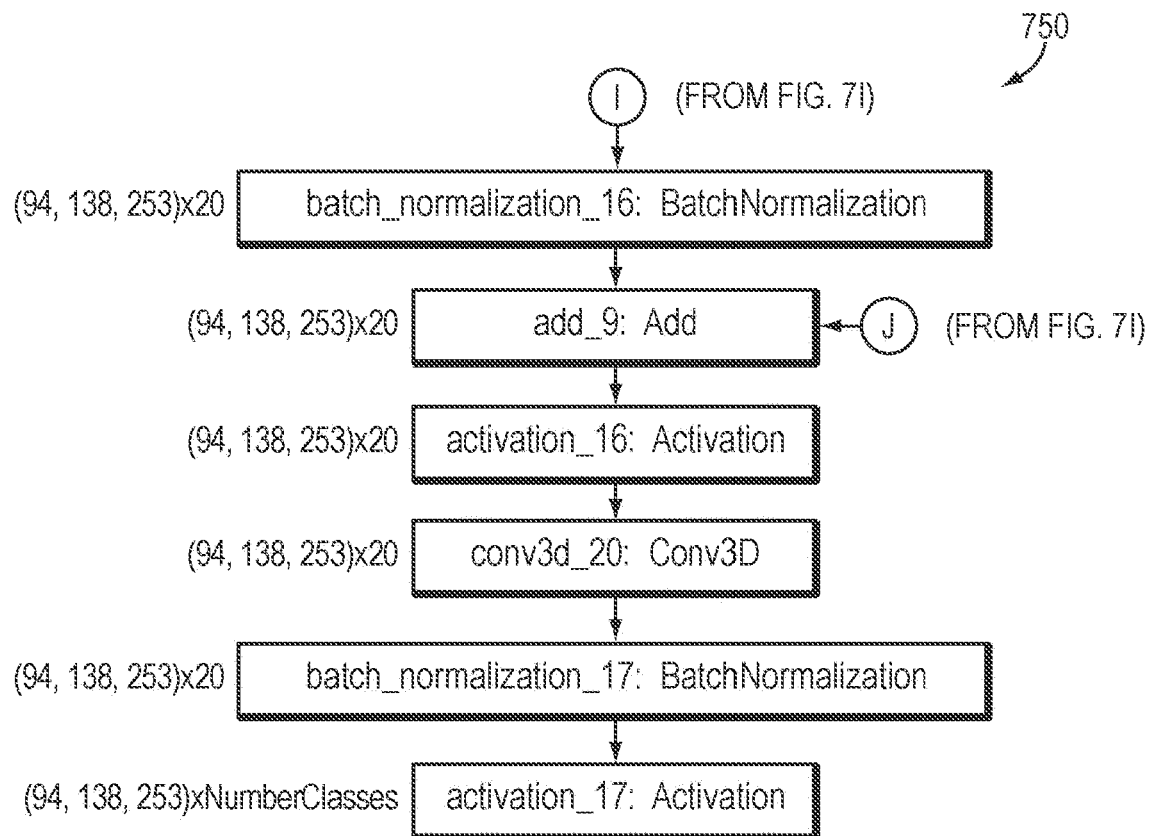 750
I (FROM FIG. 7I)
(94, 138, 253)x20 batch_normalization_16: BatchNormalization
(94, 138, 253)x20 add_9: Add J (FROM FIG. 7I)
(94, 138, 253)x20 activation_16: Activation
(94, 138, 253)x20 conv3d_20: Conv3D
(94, 138, 253)x20 batch_normalization_17: BatchNormalization
(94, 138, 253)xNumberClasses activation_17: Activation